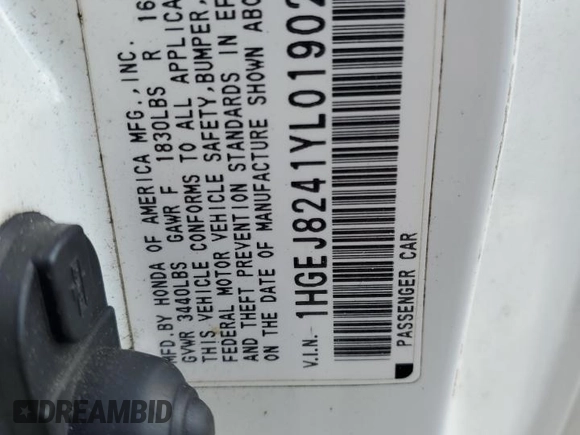 MFD.BY HONDA OF AMERICA MFG.,INC.
GVWR 3440LBS GAWR F 1830LBS R 16
THIS VEHICLE CONFORMS TO ALL APPLICA
FEDERAL MOTOR VEHICLE SAFETY,BUMPER,
AND THEFT PREVENTION STANDARDS IN EF
ON THE DATE OF MANUFACTURE SHOWN ABO
V.I.N. 1HGEJ8241YL01902
PASSENGER CAR
DREAMBID